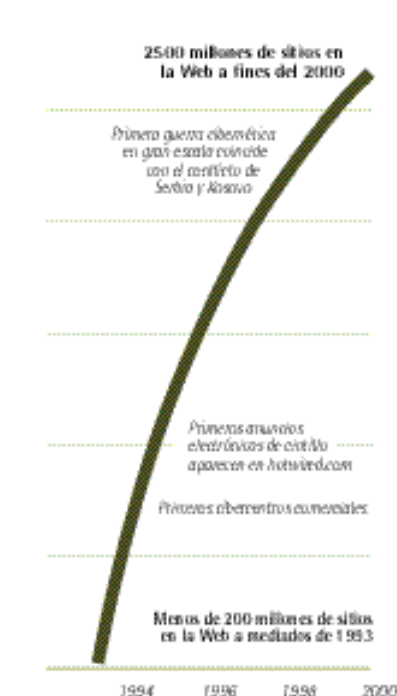 2500 millones de sitios en
la Web a fines del 2000
Primera guerra cibernética
en gran escala coincide
con el conflicto de
Serbia y Kosovo
Primeros anuncios
electrónicos de cintillo
aparecen en hotwired.com
Primeros cibercentros comerciales
Menos de 200 millones de sitios
en la Web a mediados de 1993
1994 1996 1998 2000